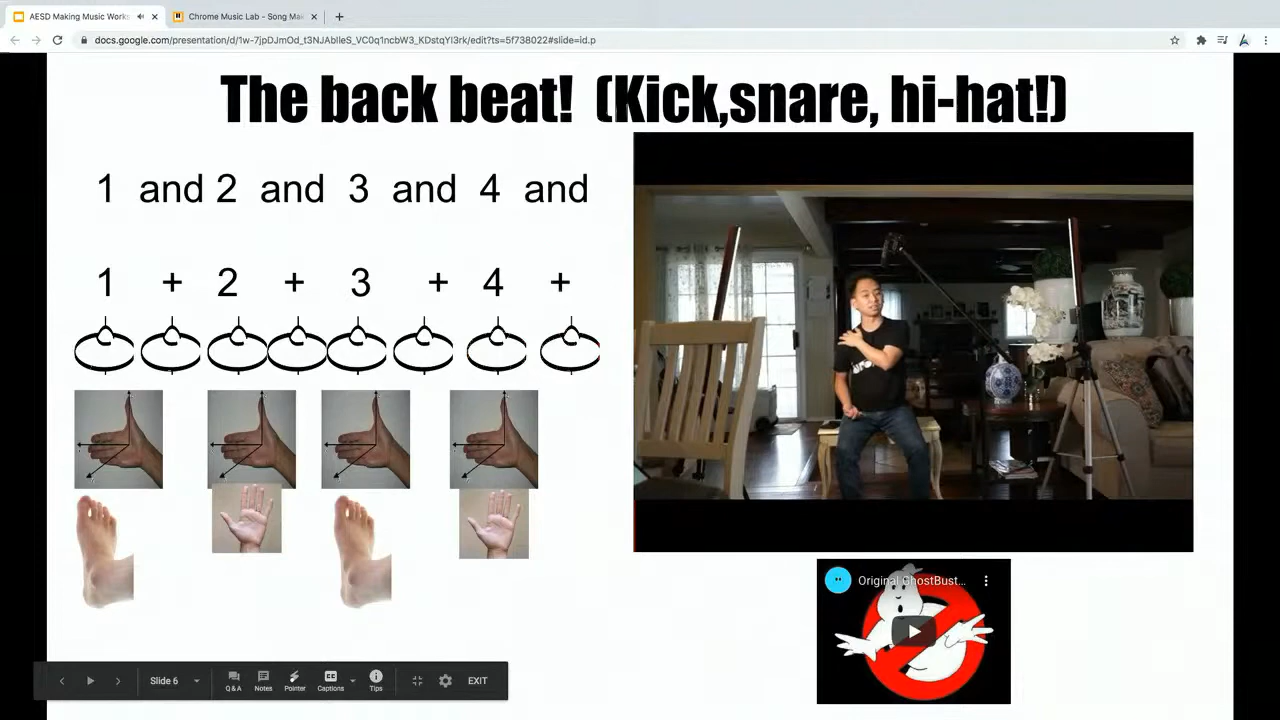 AESD Making Music Works
Chrome Music Lab - Song Mak
docs.google.com/presentation/d/1w-7jpDJmOd_t3NJAblleS_VC0q1ncbW3_KDstqYl3rk/edit?ts=5f738022#slide=id.p
The back beat! (Kick,snare, hi-hat!)
1 and 2 and 3 and 4 and
1 + 2 + 3 + 4 +
Original GhostBust...
Slide 6
Q & A
Notes
Pointer
Captions
Tips
EXIT